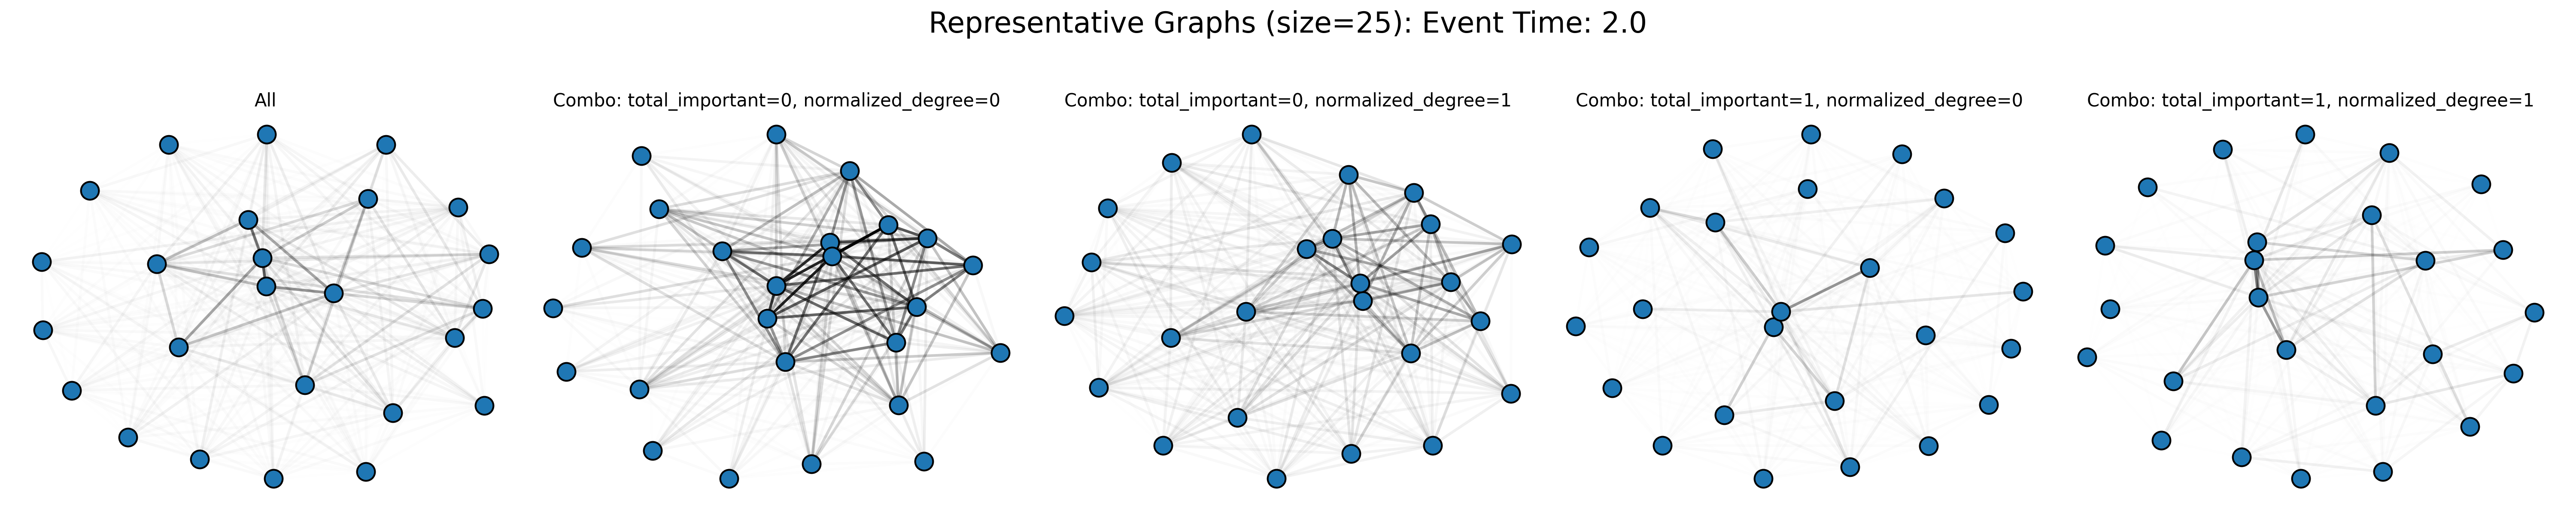 Representative Graphs (size=25): Event Time: 2.0
All
Combo: total_important=0, normalized_degree=0
Combo: total_important=0, normalized_degree=1
Combo: total_important=1, normalized_degree=0
Combo: total_important=1, normalized_degree=1